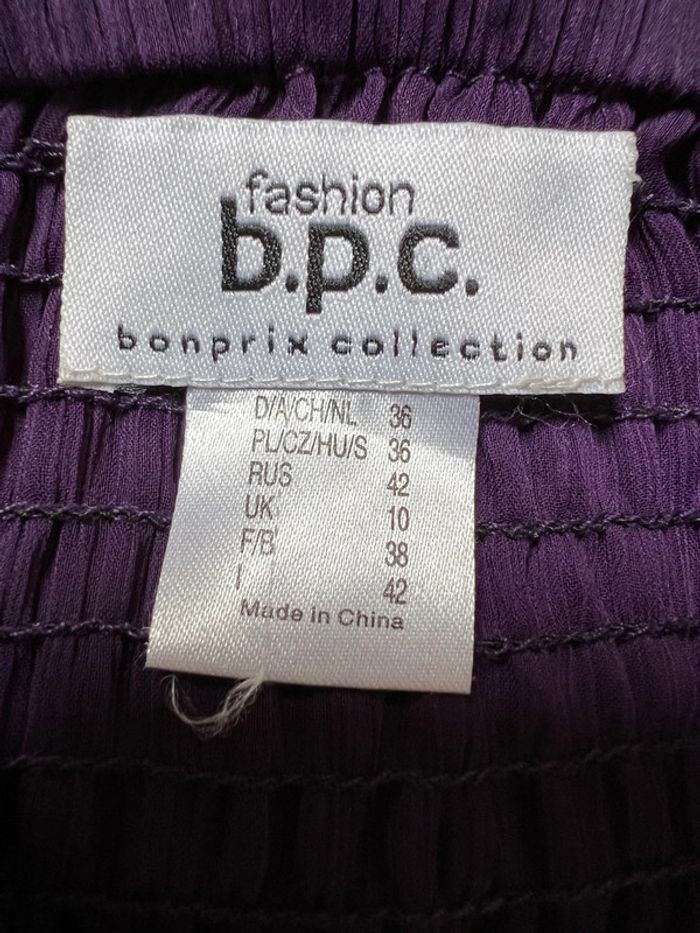 fashion
b.p.c.
bonprix collection
D/A/CH/NL 36
PL/CZ/HU/S 36
RUS 42
UK 10
F/B 38
I 42
Made in China